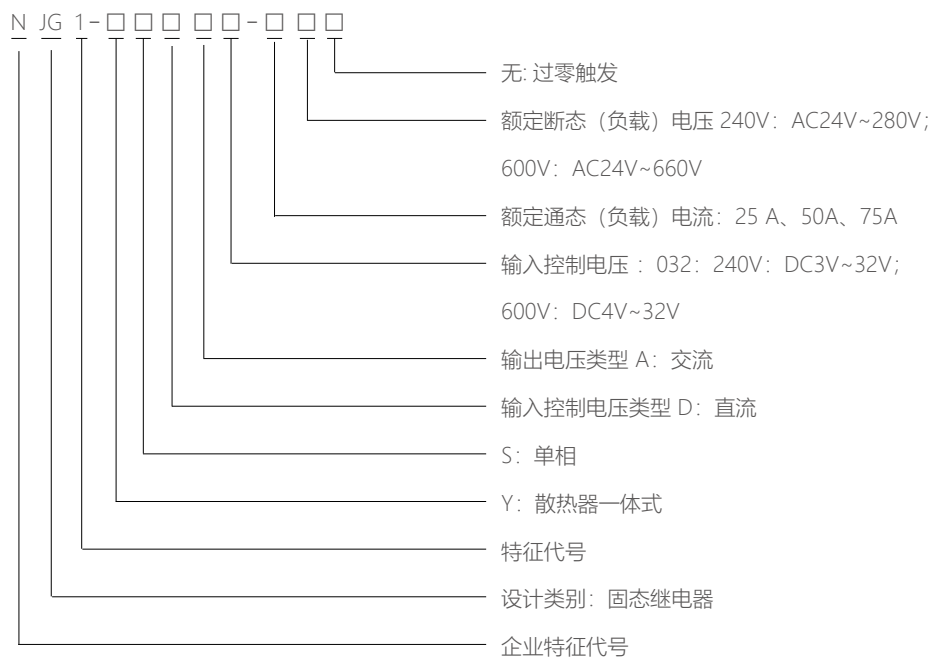 N JG 1-□□□ □□-□ □□
无: 过零触发
额定断态（负载）电压 240V：AC24V~280V；
600V：AC24V~660V
额定通态（负载）电流：25 A、50A、75A
输入控制电压 ：032：240V：DC3V~32V；
600V：DC4V~32V
输出电压类型 A：交流
输入控制电压类型 D：直流
S：单相
Y：散热器一体式
特征代号
设计类别：固态继电器
企业特征代号